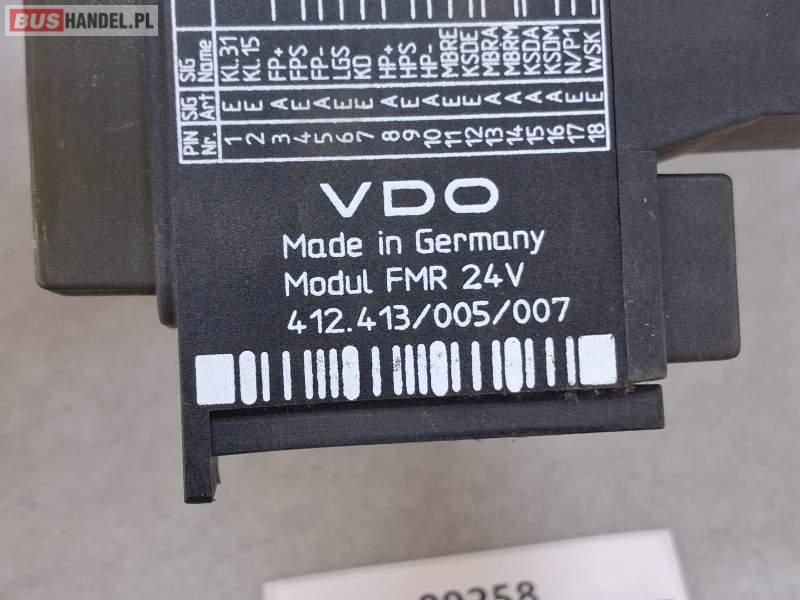 BUSHANDEL.PL
PIN Nr. SIG Art SIG Name
1 E Kl.31
2 E Kl.15
3 A FP+
4 E FPS
5 A FP-
6 E LGS
7 E KD
8 A HP+
9 E HPS
10 A HP-
11 E MBRE
12 E KSDE
13 A MBRA
14 A MBRM
15 A KSDA
16 A KSDM
17 E N/P1
18 E WSK
VDO
Made in Germany
Modul FMR 24V
412.413/005/007